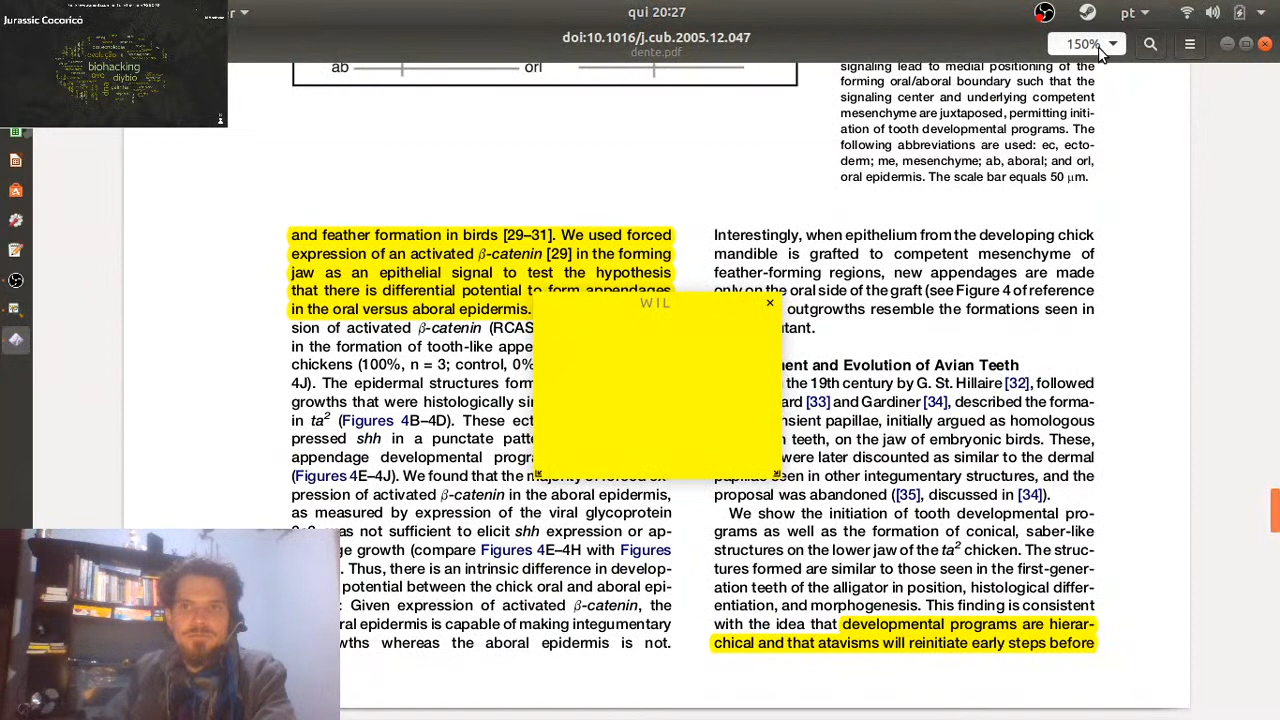 qui 20:27
pt
doi:10.1016/j.cub.2005.12.047
dente.pdf
150%
Jurassic Cocoricó
evolução
biohacking
ovo
diybio
ab
orl
signaling lead to medial positioning of the
forming oral/aboral boundary such that the
signaling center and underlying competent
mesenchyme are juxtaposed, permitting initi-
ation of tooth developmental programs. The
following abbreviations are used: ec, ecto-
derm; me, mesenchyme; ab, aboral; and orl,
oral epidermis. The scale bar equals 50 μm.
and feather formation in birds [29–31]. We used forced
expression of an activated β-catenin [29] in the forming
jaw as an epithelial signal to test the hypothesis
that there is differential potential to form appendages
in the oral versus aboral epidermis.
sion of activated β-catenin (RCAS
in the formation of tooth-like appe
chickens (100%, n = 3; control, 0%
4J). The epidermal structures form
growths that were histologically si
in ta² (Figures 4B–4D). These ect
pressed shh in a punctate patt
appendage developmental progra
(Figures 4E–4J). We found that the majority of forced ex-
pression of activated β-catenin in the aboral epidermis,
as measured by expression of the viral glycoprotein
was not sufficient to elicit shh expression or ap-
ge growth (compare Figures 4E–4H with Figures
. Thus, there is an intrinsic difference in develop-
potential between the chick oral and aboral epi-
: Given expression of activated β-catenin, the
ral epidermis is capable of making integumentary
wths whereas the aboral epidermis is not.
WIL
Interestingly, when epithelium from the developing chick
mandible is grafted to competent mesenchyme of
feather-forming regions, new appendages are made
only on the oral side of the graft (see Figure 4 of reference
outgrowths resemble the formations seen in
utant.
ment and Evolution of Avian Teeth
the 19th century by G. St. Hillaire [32], followed
ard [33] and Gardiner [34], described the forma-
nsient papillae, initially argued as homologous
teeth, on the jaw of embryonic birds. These,
were later discounted as similar to the dermal
papillae seen in other integumentary structures, and the
proposal was abandoned ([35], discussed in [34]).
We show the initiation of tooth developmental pro-
grams as well as the formation of conical, saber-like
structures on the lower jaw of the ta² chicken. The struc-
tures formed are similar to those seen in the first-gener-
ation teeth of the alligator in position, histological differ-
entiation, and morphogenesis. This finding is consistent
with the idea that developmental programs are hierar-
chical and that atavisms will reinitiate early steps before